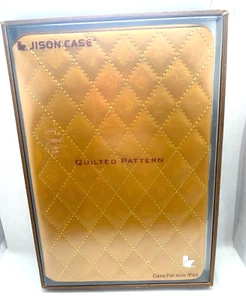 JISON CASE
QUILTED PATTERN
Case For mini iPad